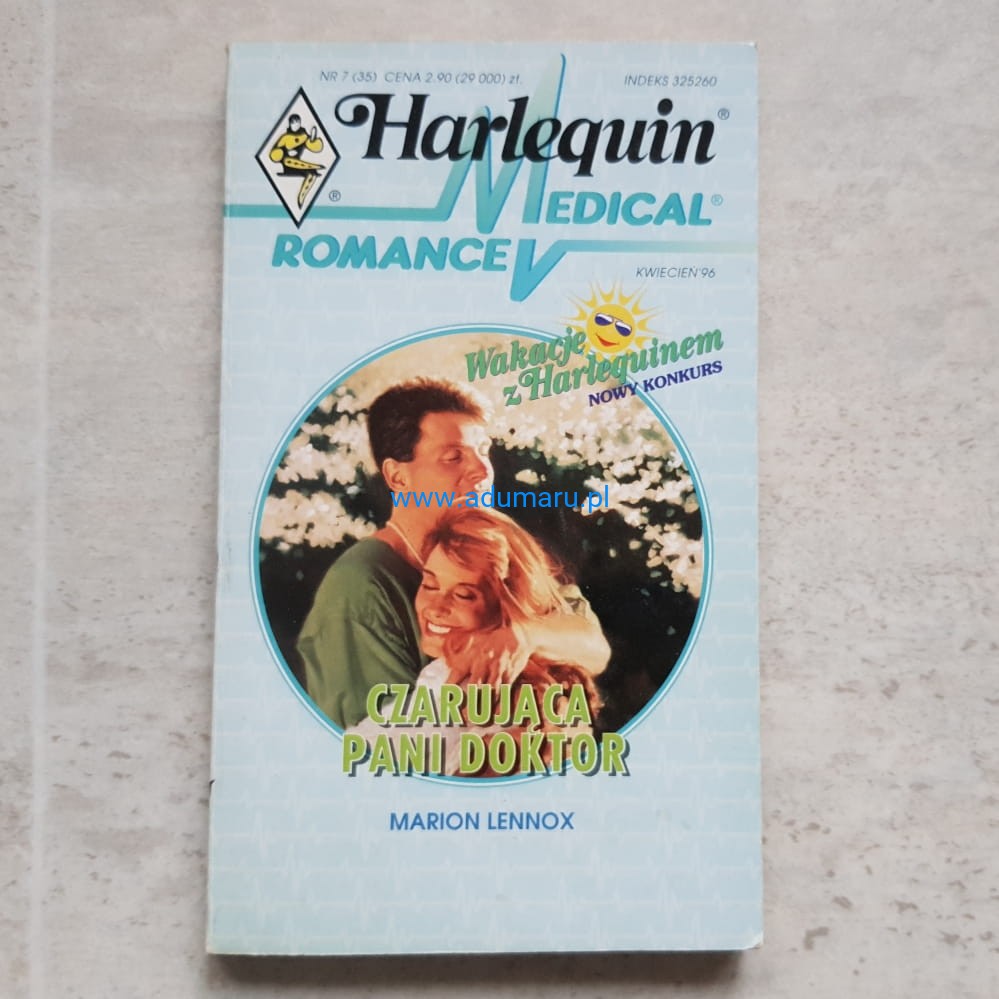 NR 7 (35) CENA 2.90 (29 000) zł.
INDEKS 325260
Harlequin®
®
MEDICAL®
ROMANCE
KWIECIEŃ'96
Wakacje
z Harlequinem
NOWY KONKURS
www.adumaru.pl
CZARUJĄCA
PANI DOKTOR
MARION LENNOX